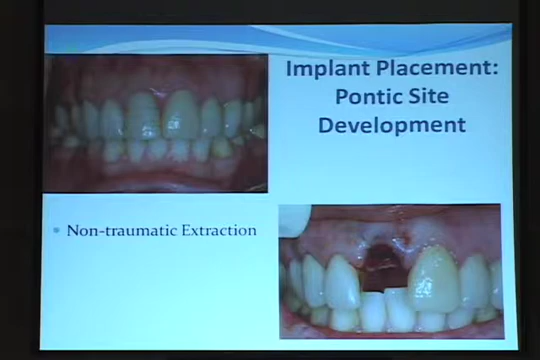 Implant Placement:
Pontic Site
Development
Non-traumatic Extraction